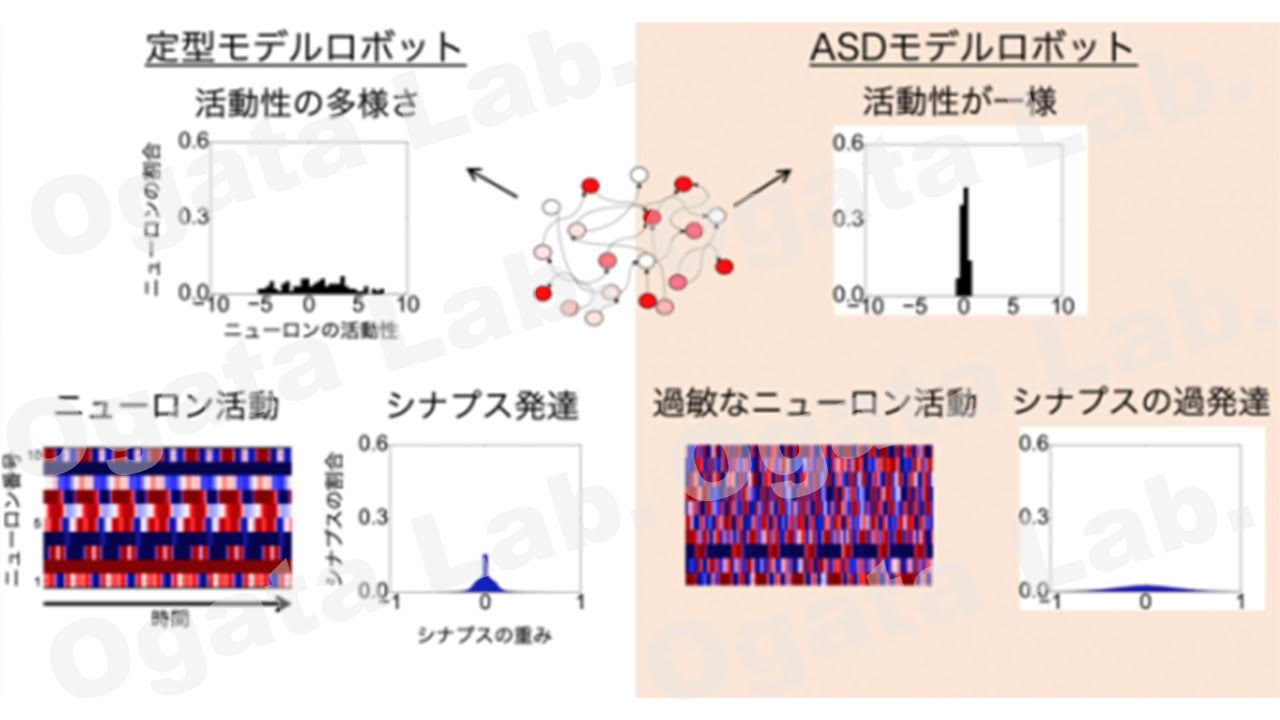 定型モデルロボット
活動性の多様さ
ニューロンの割合
0.6
0.3
0.0
−10 −5 0 5 10
ニューロンの活動性
ニューロン活動
ニューロン番号
10
5
1
時間
シナプス発達
シナプスの割合
0.6
0.3
0.0
−1 0 1
シナプスの重み
ASDモデルロボット
活動性が一様
0.6
0.3
0.0
−10 −5 0 5 10
過敏なニューロン活動
シナプスの過発達
0.6
0.3
0.0
−1 0 1
Ogata Lab.
Ogata Lab.
Ogata Lab.
Ogata Lab.
Ogata Lab.
Ogata Lab.